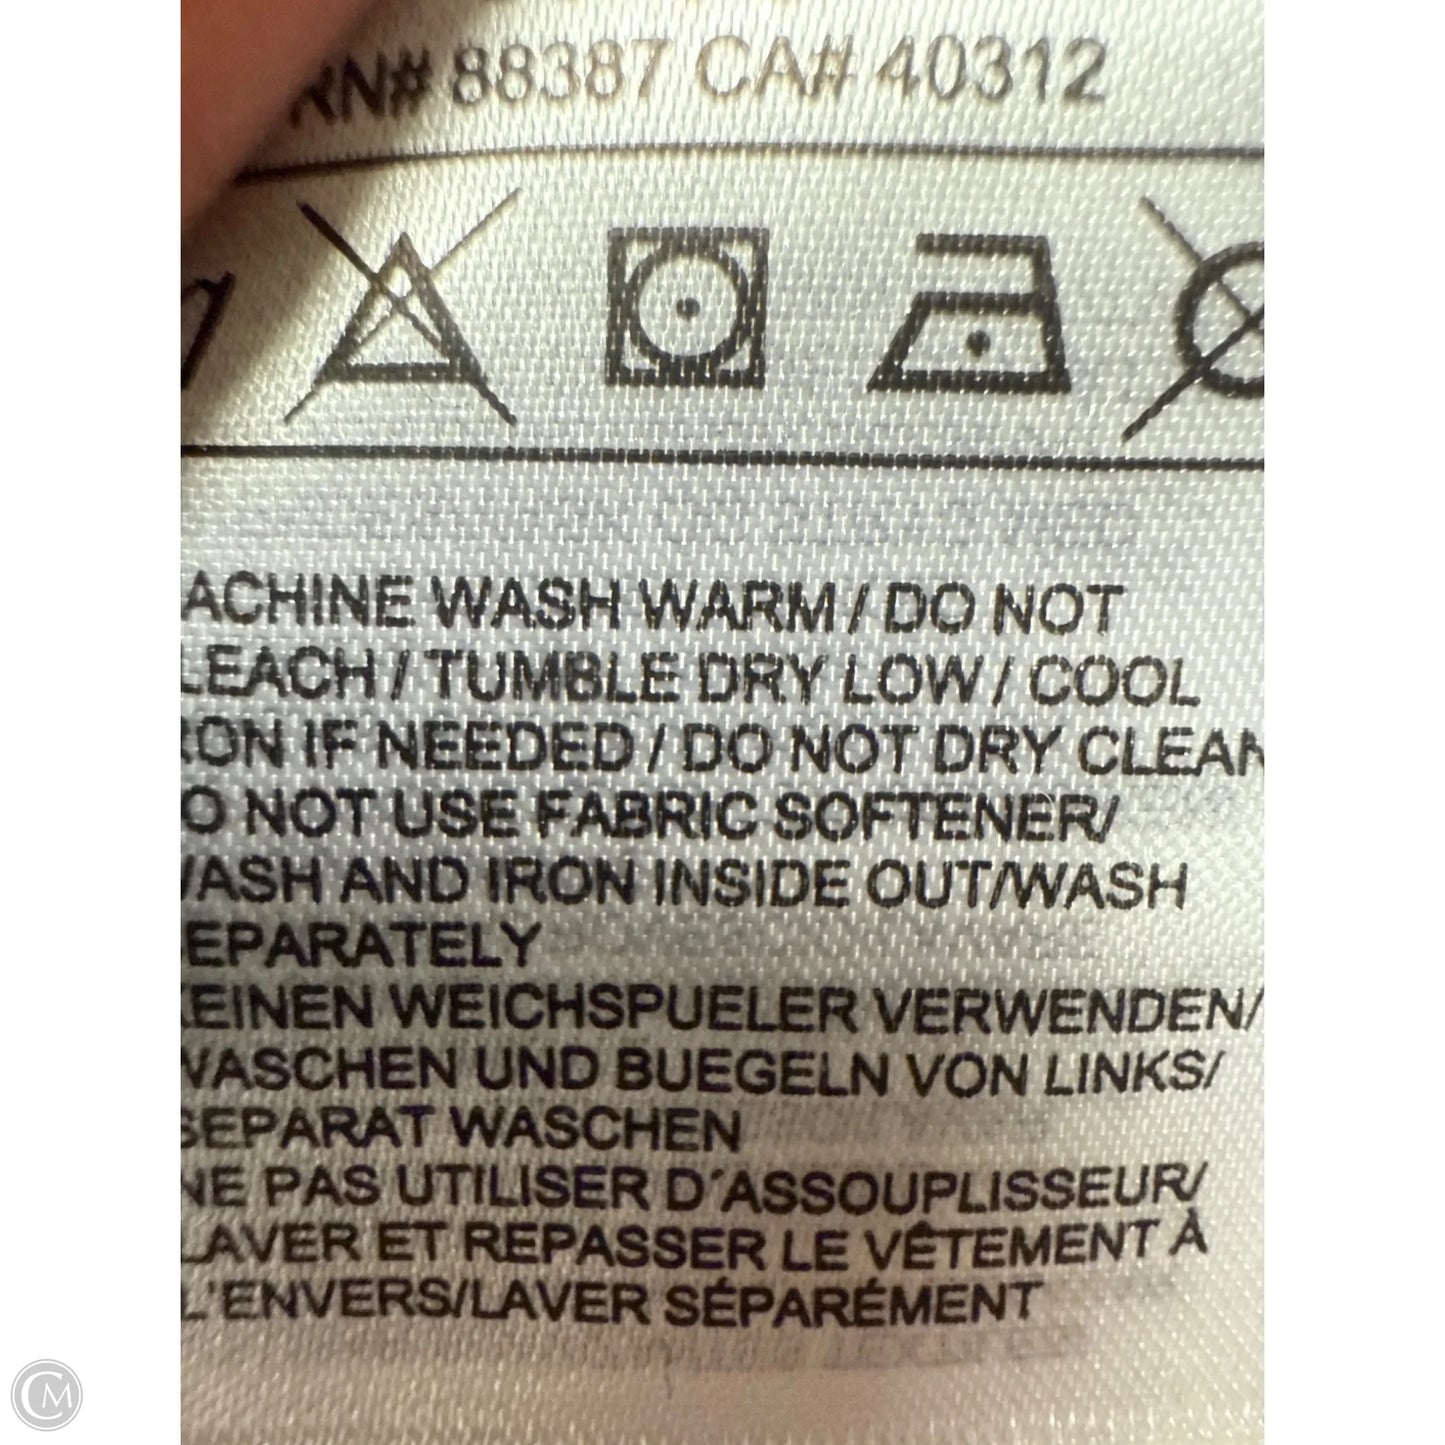 RN# 88387 CA# 40312
ACHINE WASH WARM / DO NOT
LEACH / TUMBLE DRY LOW / COOL
RON IF NEEDED / DO NOT DRY CLEAN
O NOT USE FABRIC SOFTENER/
WASH AND IRON INSIDE OUT/WASH
EPARATELY
KEINEN WEICHSPUELER VERWENDEN/
WASCHEN UND BUEGELN VON LINKS/
SEPARAT WASCHEN
NE PAS UTILISER D´ASSOUPLISSEUR/
LAVER ET REPASSER LE VÊTEMENT À
L'ENVERS/LAVER SÉPARÉMENT
CM